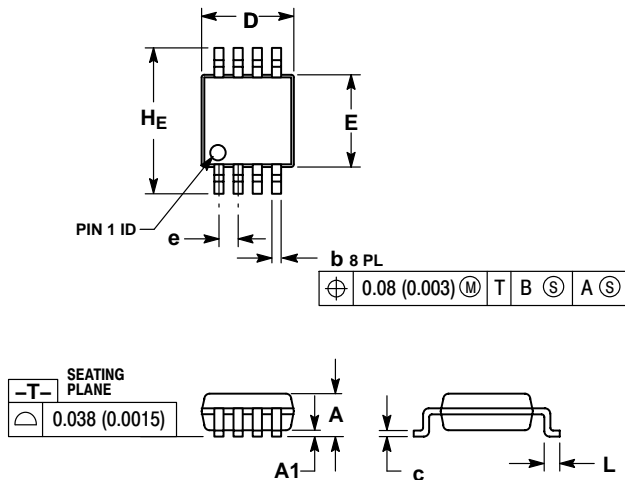 D
HE
E
PIN 1 ID
e
b 8 PL
0.08 (0.003) Ⓜ T B Ⓢ A Ⓢ
–T– SEATING PLANE
0.038 (0.0015)
A
A1
c
L